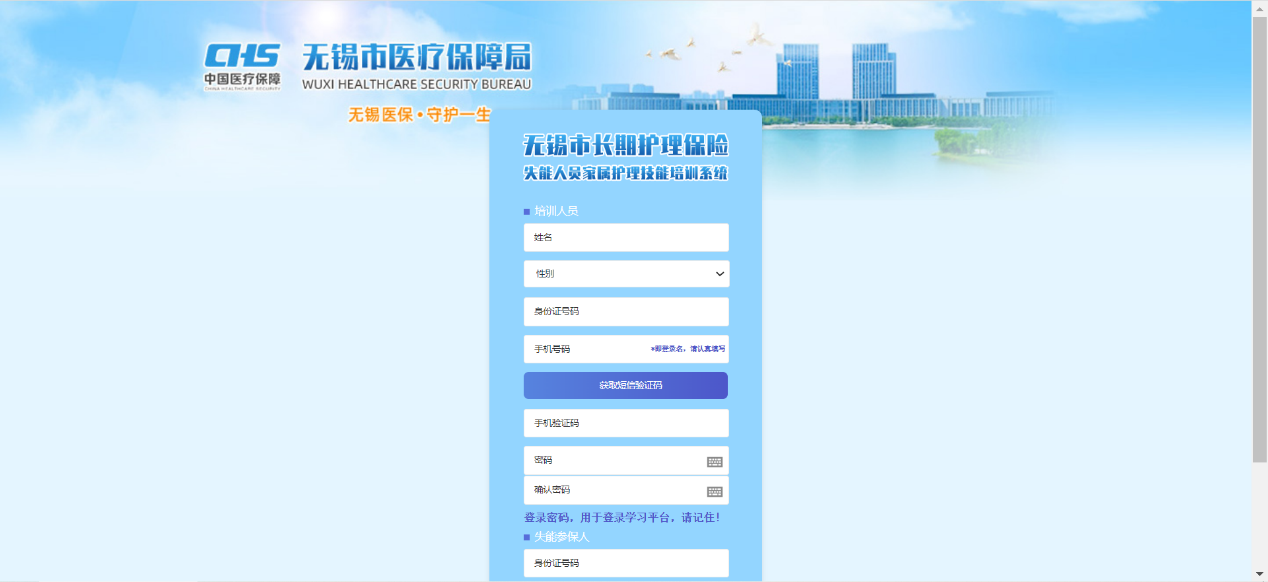 CHS
中国医疗保障
CHINA HEALTHCARE SECURITY
无锡市医疗保障局
WUXI HEALTHCARE SECURITY BUREAU
无锡医保·守护一生
无锡市长期护理保险
失能人员家属护理技能培训系统
培训人员
姓名
性别
身份证号码
手机号码
*即登录名，请认真填写
获取短信验证码
手机验证码
密码
确认密码
登录密码，用于登录学习平台，请记住！
失能参保人
身份证号码